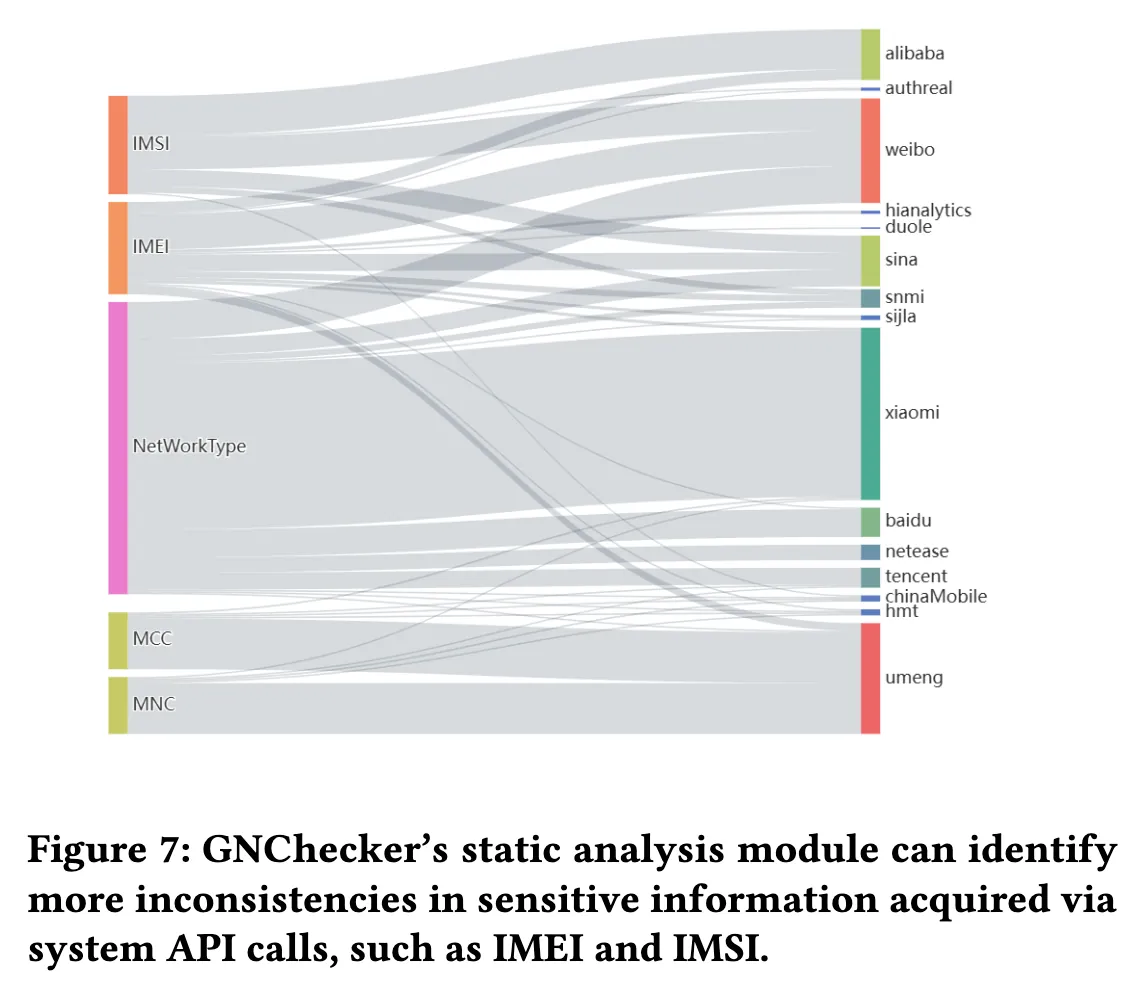 IMSI
IMEI
NetWorkType
MCC
MNC
alibaba
authreal
weibo
hianalytics
duole
sina
snmi
sijla
xiaomi
baidu
netease
tencent
chinaMobile
hmt
umeng
Figure 7: GNChecker's static analysis module can identify
more inconsistencies in sensitive information acquired via
system API calls, such as IMEI and IMSI.